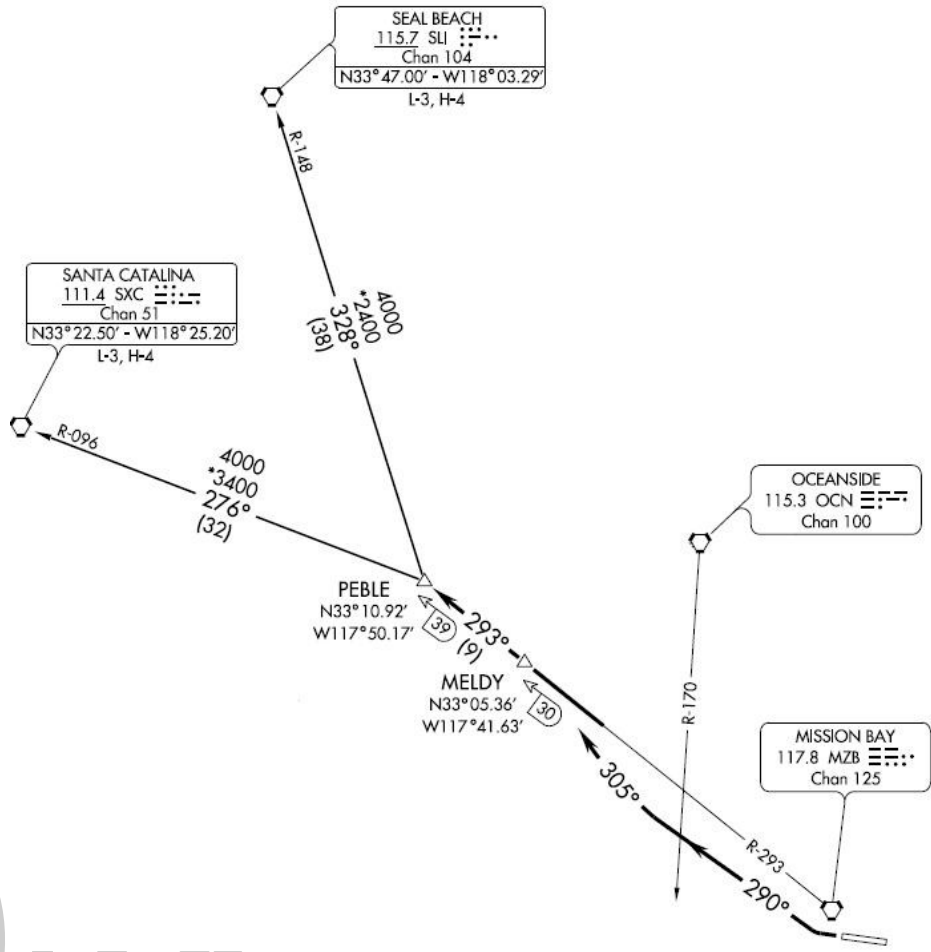 SEAL BEACH
115.7 SLI
Chan 104
N33°47.00' - W118°03.29'
L-3, H-4
R-148
SANTA CATALINA
111.4 SXC
Chan 51
N33°22.50' - W118°25.20'
L-3, H-4
R-096
4000
*2400
328°
(38)
4000
*3400
276°
(32)
OCEANSIDE
115.3 OCN
Chan 100
R-170
PEBLE
N33°10.92'
W117°50.17'
39
293°
(9)
MELDY
N33°05.36'
W117°41.63'
30
305°
MISSION BAY
117.8 MZB
Chan 125
R-293
290°